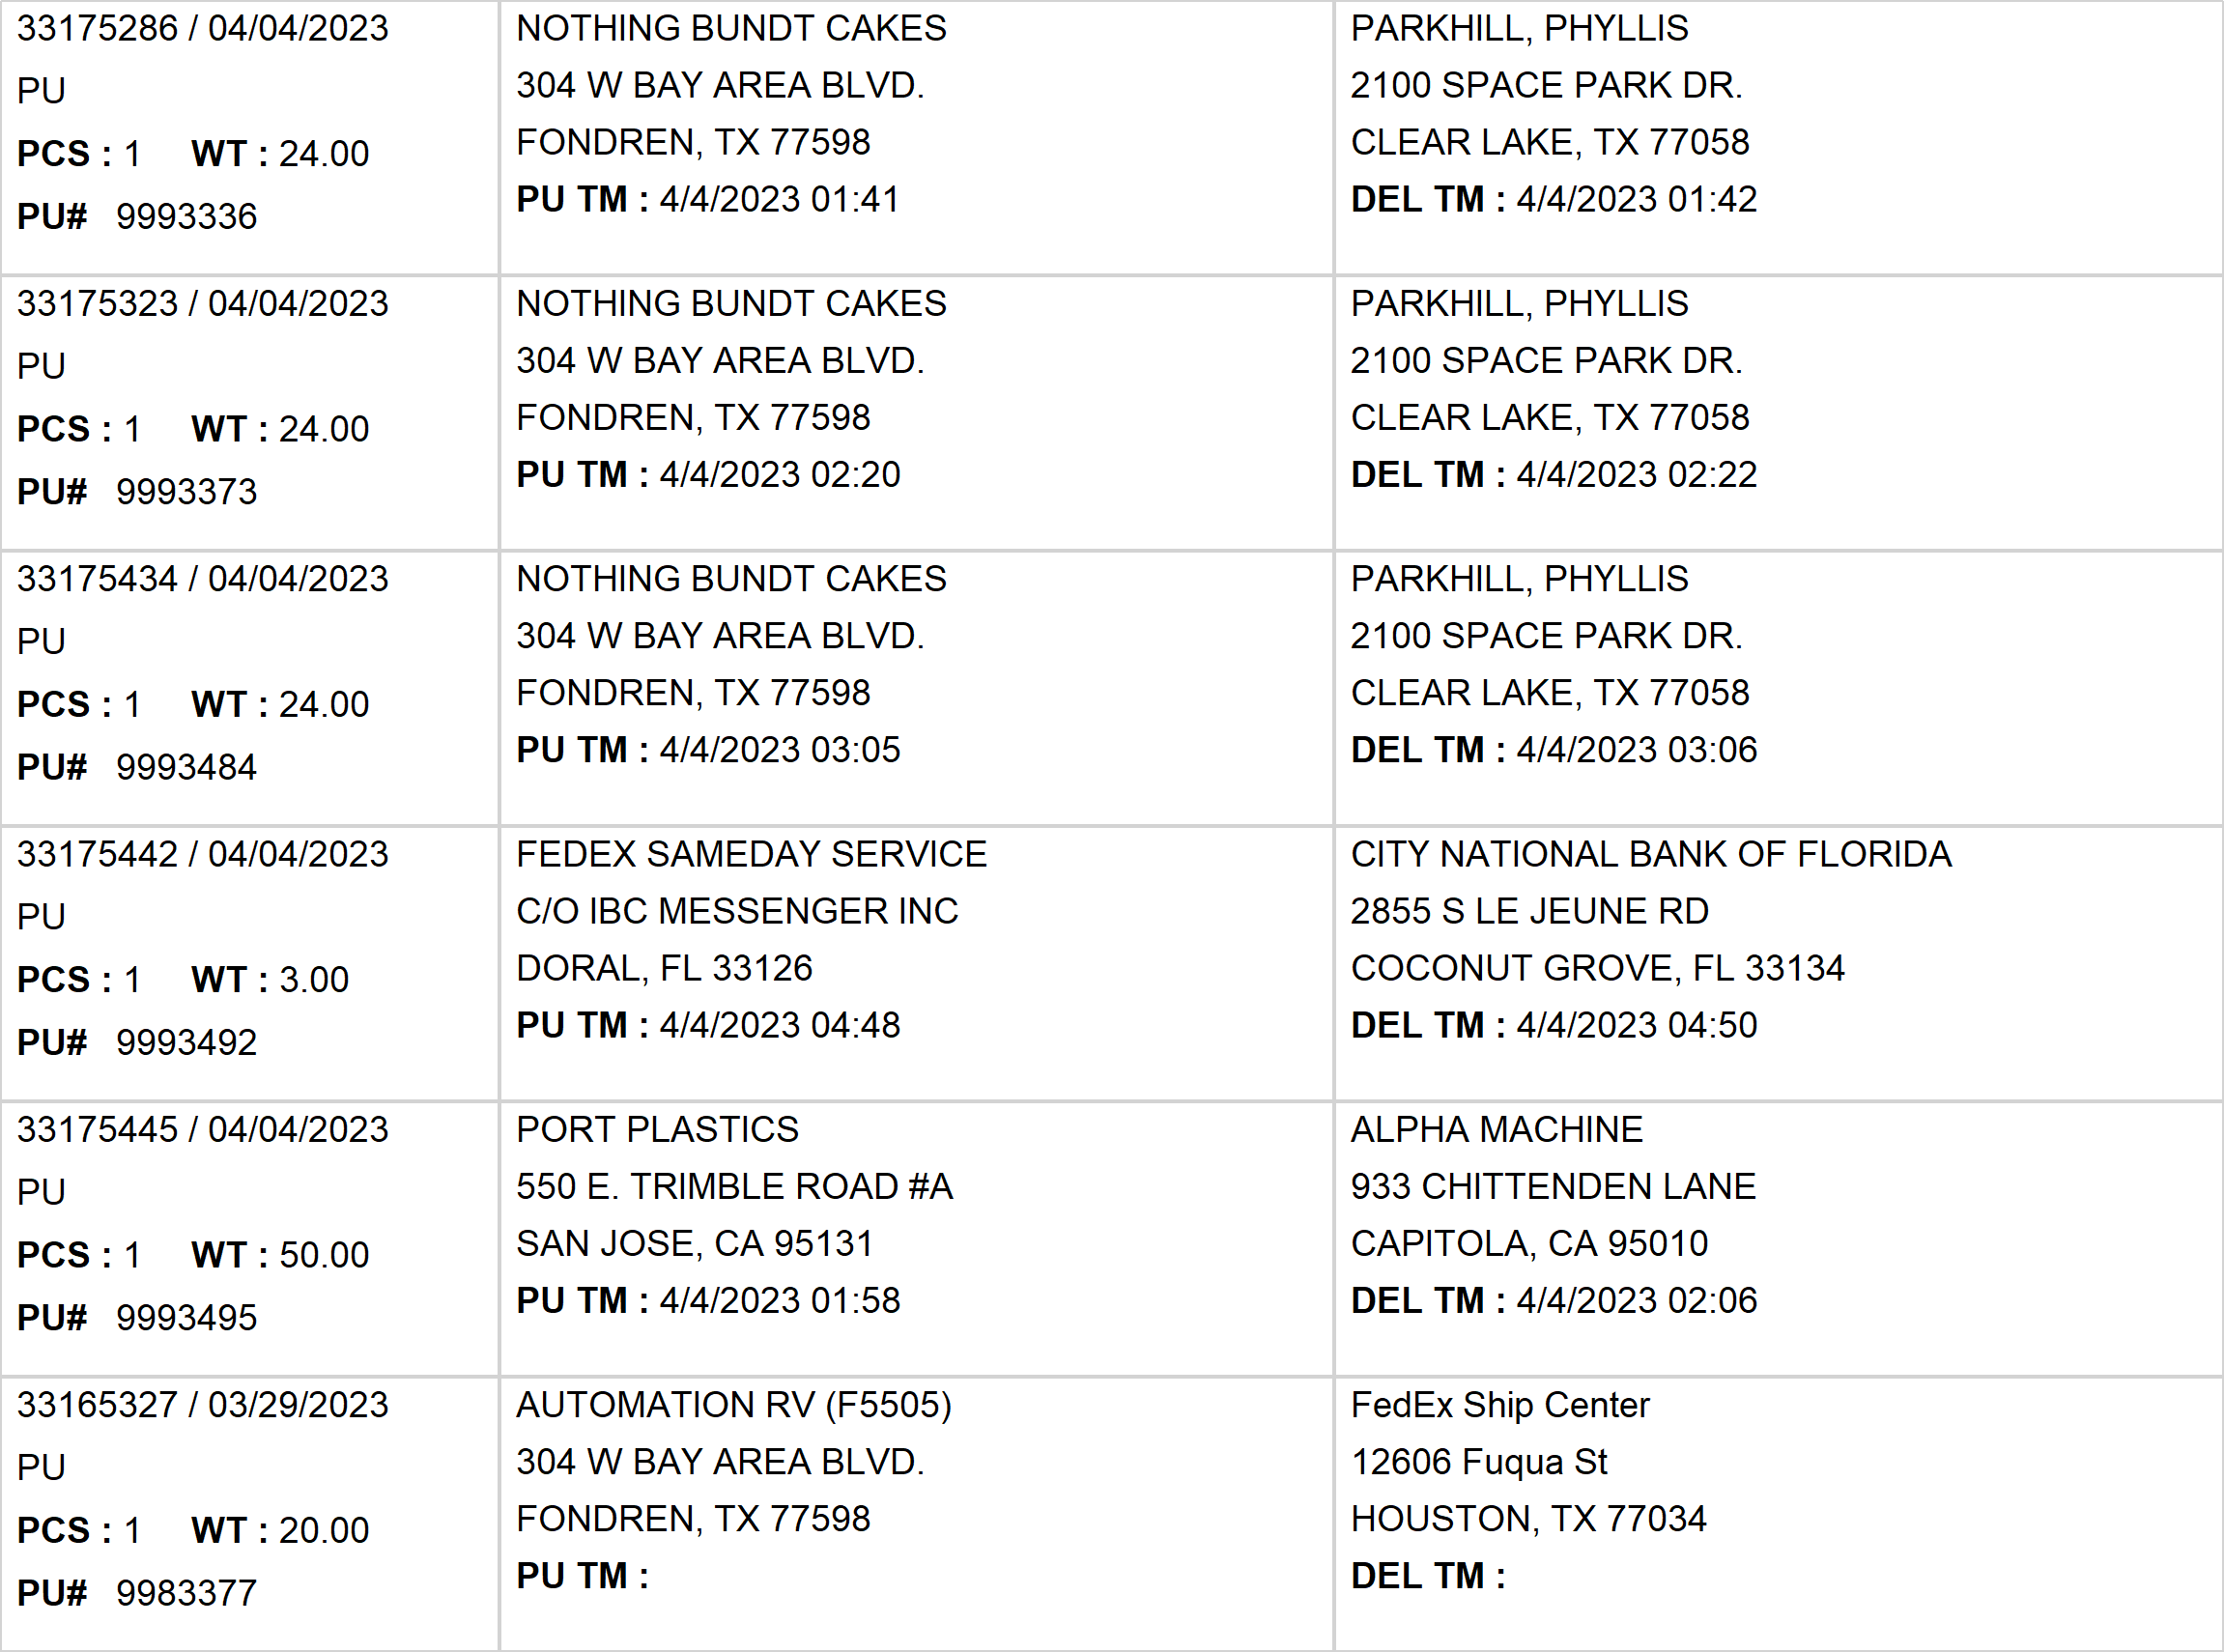 33175286 / 04/04/2023
PU
PCS : 1 WT : 24.00
PU# 9993336
NOTHING BUNDT CAKES
304 W BAY AREA BLVD.
FONDREN, TX 77598
PU TM : 4/4/2023 01:41
PARKHILL, PHYLLIS
2100 SPACE PARK DR.
CLEAR LAKE, TX 77058
DEL TM : 4/4/2023 01:42
33175323 / 04/04/2023
PU
PCS : 1 WT : 24.00
PU# 9993373
NOTHING BUNDT CAKES
304 W BAY AREA BLVD.
FONDREN, TX 77598
PU TM : 4/4/2023 02:20
PARKHILL, PHYLLIS
2100 SPACE PARK DR.
CLEAR LAKE, TX 77058
DEL TM : 4/4/2023 02:22
33175434 / 04/04/2023
PU
PCS : 1 WT : 24.00
PU# 9993484
NOTHING BUNDT CAKES
304 W BAY AREA BLVD.
FONDREN, TX 77598
PU TM : 4/4/2023 03:05
PARKHILL, PHYLLIS
2100 SPACE PARK DR.
CLEAR LAKE, TX 77058
DEL TM : 4/4/2023 03:06
33175442 / 04/04/2023
PU
PCS : 1 WT : 3.00
PU# 9993492
FEDEX SAMEDAY SERVICE
C/O IBC MESSENGER INC
DORAL, FL 33126
PU TM : 4/4/2023 04:48
CITY NATIONAL BANK OF FLORIDA
2855 S LE JEUNE RD
COCONUT GROVE, FL 33134
DEL TM : 4/4/2023 04:50
33175445 / 04/04/2023
PU
PCS : 1 WT : 50.00
PU# 9993495
PORT PLASTICS
550 E. TRIMBLE ROAD #A
SAN JOSE, CA 95131
PU TM : 4/4/2023 01:58
ALPHA MACHINE
933 CHITTENDEN LANE
CAPITOLA, CA 95010
DEL TM : 4/4/2023 02:06
33165327 / 03/29/2023
PU
PCS : 1 WT : 20.00
PU# 9983377
AUTOMATION RV (F5505)
304 W BAY AREA BLVD.
FONDREN, TX 77598
PU TM :
FedEx Ship Center
12606 Fuqua St
HOUSTON, TX 77034
DEL TM :